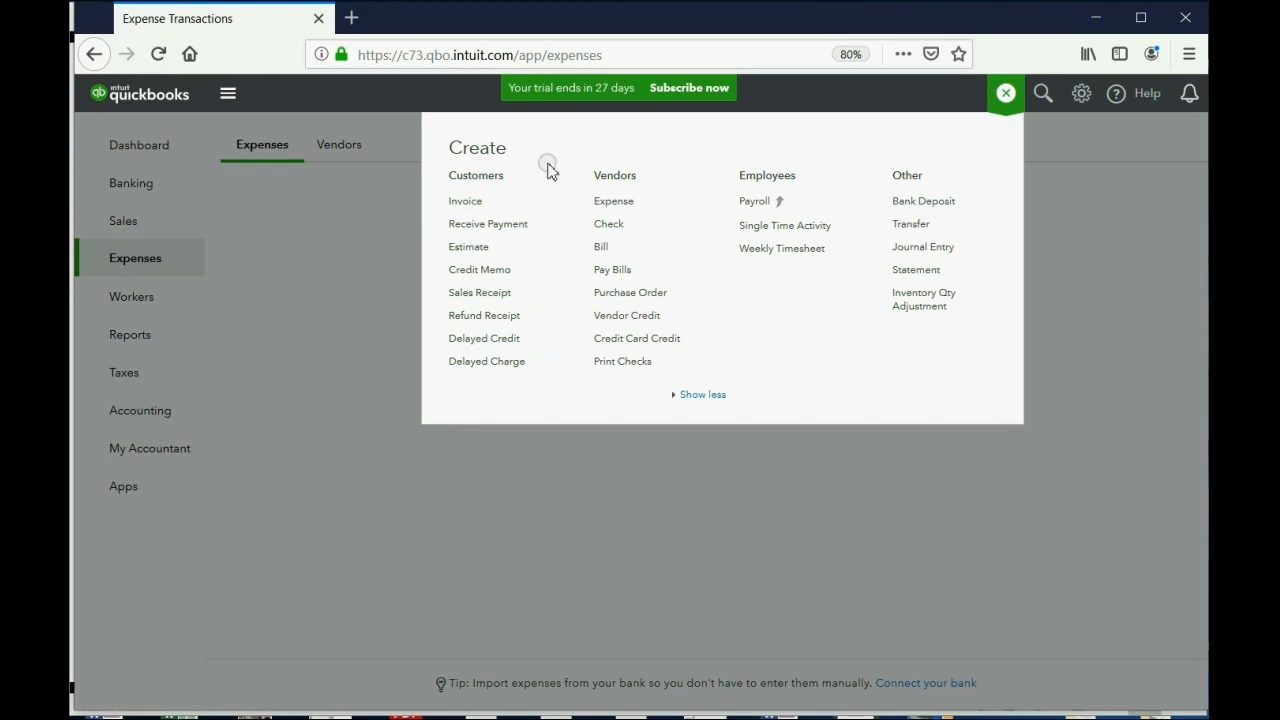 Expense Transactions
https://c73.qbo.intuit.com/app/expenses
80%
intuit
quickbooks
Your trial ends in 27 days Subscribe now
Help
Dashboard
Banking
Sales
Expenses
Workers
Reports
Taxes
Accounting
My Accountant
Apps
Expenses Vendors
Create
Customers
Invoice
Receive Payment
Estimate
Credit Memo
Sales Receipt
Refund Receipt
Delayed Credit
Delayed Charge
Vendors
Expense
Check
Bill
Pay Bills
Purchase Order
Vendor Credit
Credit Card Credit
Print Checks
Employees
Payroll
Single Time Activity
Weekly Timesheet
Other
Bank Deposit
Transfer
Journal Entry
Statement
Inventory Qty
Adjustment
Show less
Tip: Import expenses from your bank so you don't have to enter them manually. Connect your bank